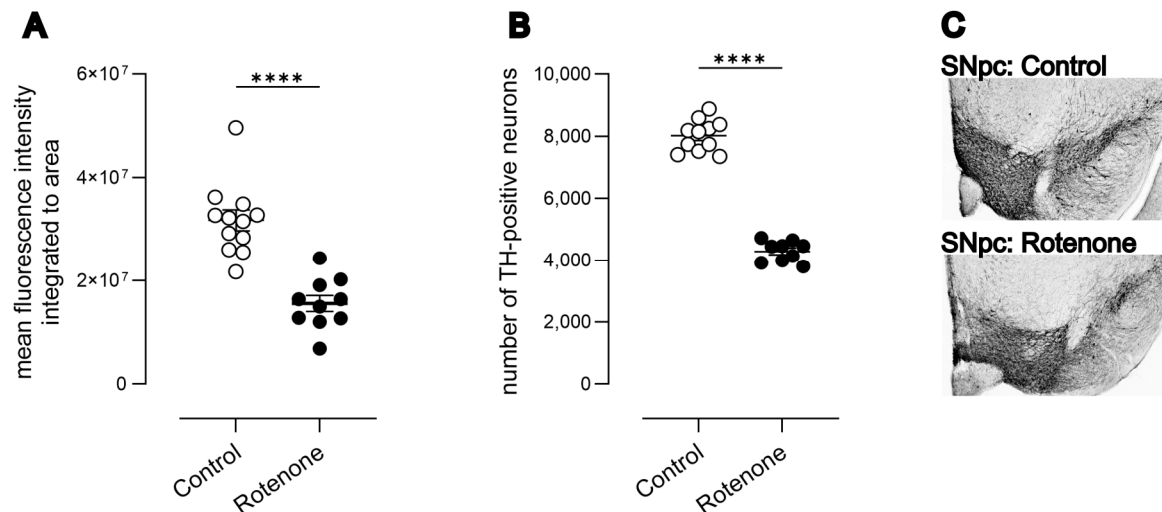 A
mean fluorescence intensity
integrated to area
6×10⁷
4×10⁷
2×10⁷
0
****
Control
Rotenone
B
number of TH-positive neurons
10,000
8,000
6,000
4,000
2,000
0
****
Control
Rotenone
C
SNpc: Control
SNpc: Rotenone